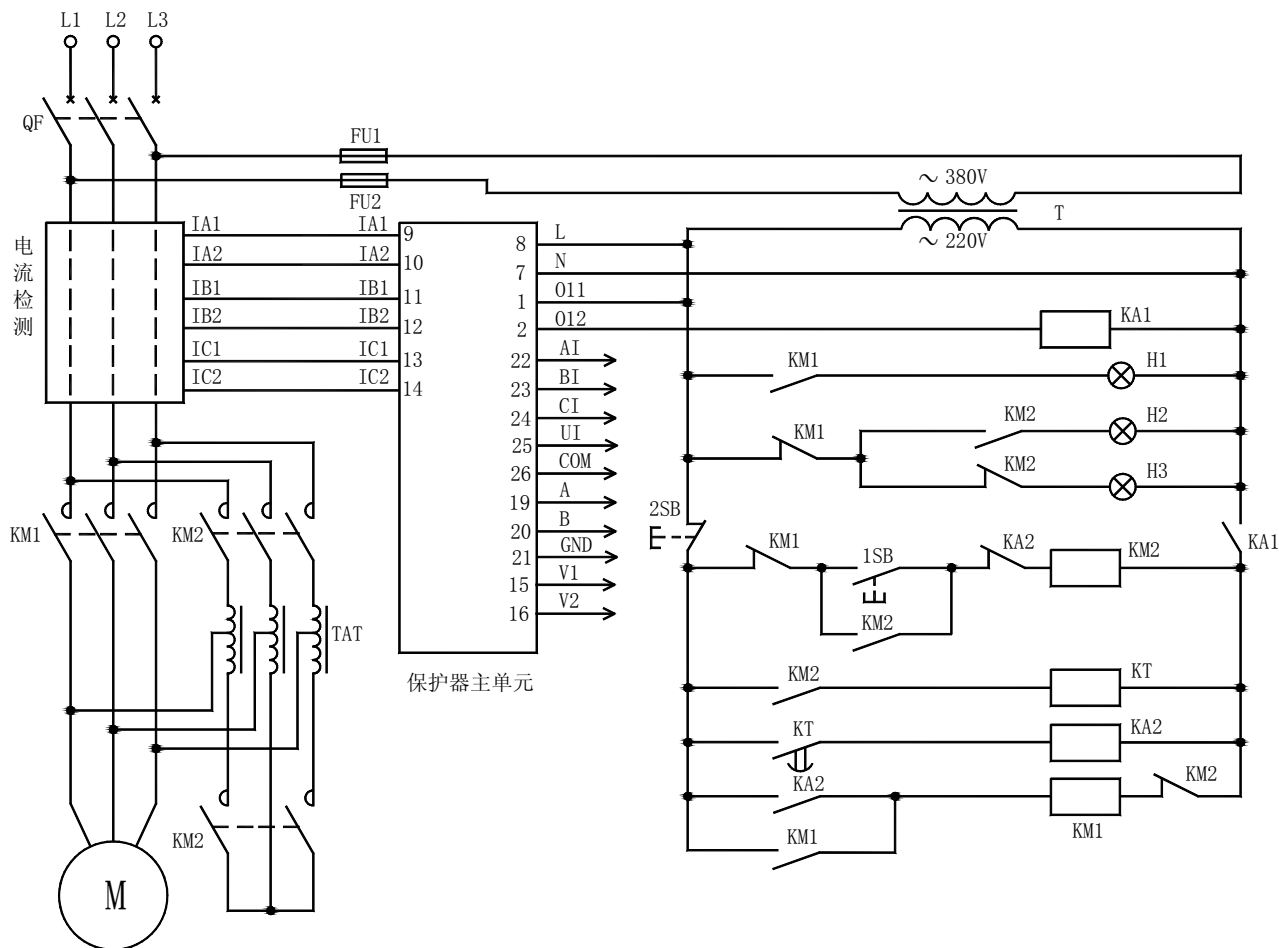 L1
L2
L3
QF
FU1
FU2
～380V
T
～220V
电流检测
IA1
IA1
9
IA2
IA2
10
IB1
IB1
11
IB2
IB2
12
IC1
IC1
13
IC2
IC2
14
8
L
7
N
1
O11
2
O12
22
AI
23
BI
24
CI
25
UI
26
COM
19
A
20
B
21
GND
15
V1
16
V2
保护器主单元
KA1
KM1
H1
KM1
KM2
H2
KM2
H3
2SB
KM1
1SB
KA2
KM2
KA1
KM2
KM2
KT
KT
KA2
KA2
KM2
KM1
KM1
KM1
KM2
TAT
KM2
M